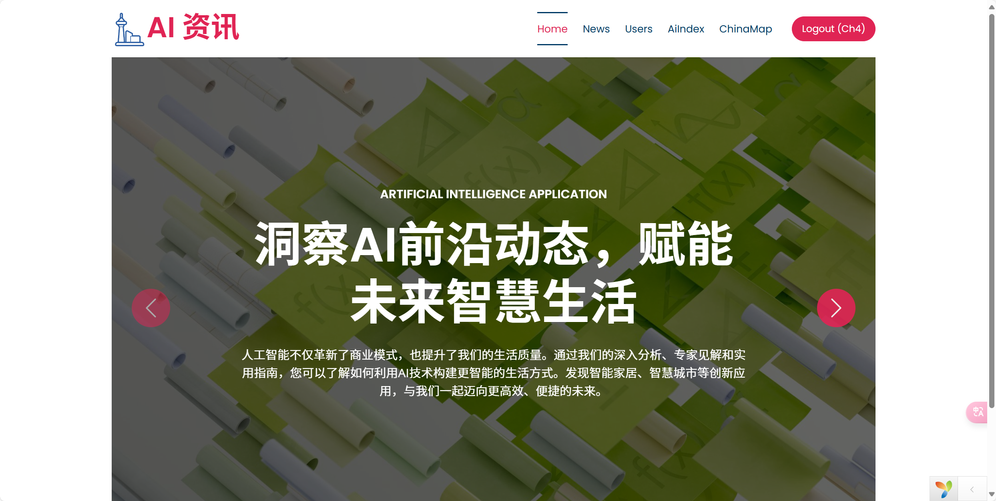 AI 资讯
Home News Users AiIndex ChinaMap Logout (Ch4)
ARTIFICIAL INTELLIGENCE APPLICATION
洞察AI前沿动态，赋能
未来智慧生活
人工智能不仅革新了商业模式，也提升了我们的生活质量。通过我们的深入分析、专家见解和实
用指南，您可以了解如何利用AI技术构建更智能的生活方式。发现智能家居、智慧城市等创新应
用，与我们一起迈向更高效、便捷的未来。